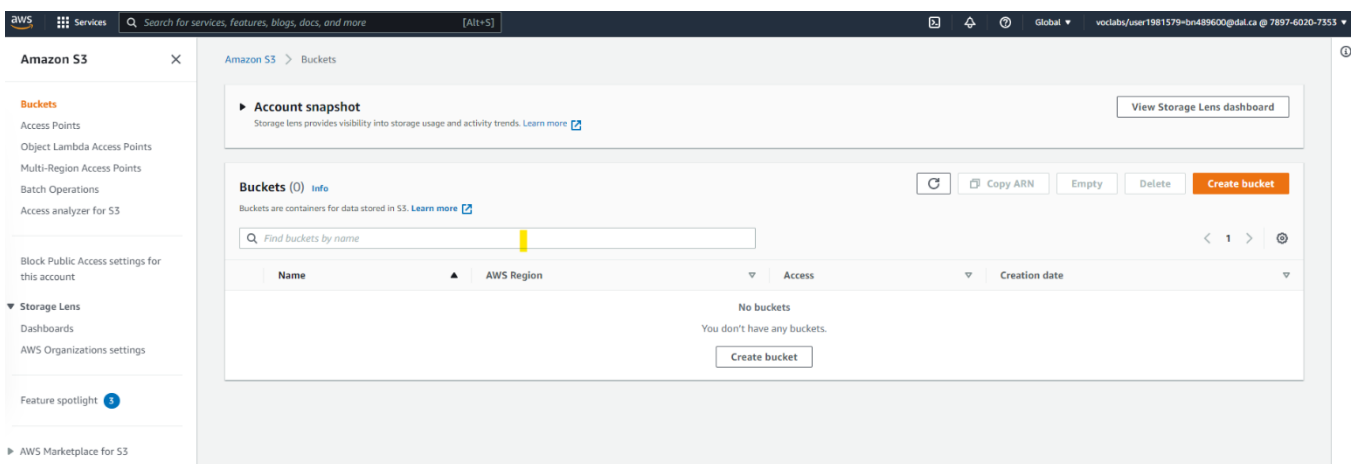 aws Services Search for services, features, blogs, docs, and more [Alt+S] Global voclabs/user1981579=bn489600@dal.ca @ 7897-6020-7353
Amazon S3
Buckets
Access Points
Object Lambda Access Points
Multi-Region Access Points
Batch Operations
Access analyzer for S3
Block Public Access settings for
this account
Storage Lens
Dashboards
AWS Organizations settings
Feature spotlight 3
AWS Marketplace for S3
Amazon S3 > Buckets
Account snapshot
Storage lens provides visibility into storage usage and activity trends. Learn more
View Storage Lens dashboard
Buckets (0) Info
Buckets are containers for data stored in S3. Learn more
Copy ARN Empty Delete Create bucket
Find buckets by name
< 1 >
Name AWS Region Access Creation date
No buckets
You don't have any buckets.
Create bucket